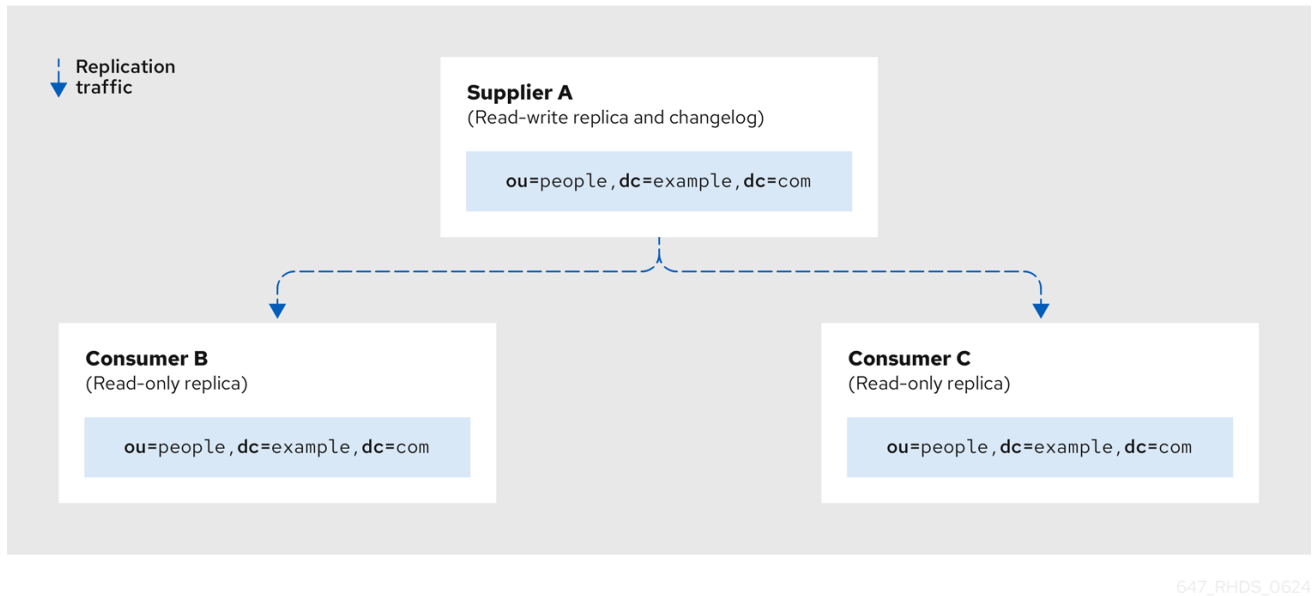 Replication
traffic
Supplier A
(Read-write replica and changelog)
ou=people,dc=example,dc=com
Consumer B
(Read-only replica)
ou=people,dc=example,dc=com
Consumer C
(Read-only replica)
ou=people,dc=example,dc=com
647_RHDS_0624